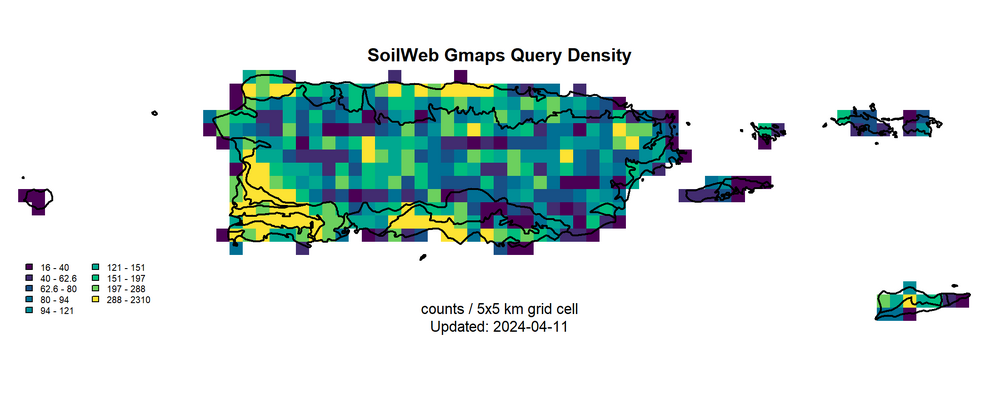 SoilWeb Gmaps Query Density
16 - 40
40 - 62.6
62.6 - 80
80 - 94
94 - 121
121 - 151
151 - 197
197 - 288
288 - 2310
counts / 5x5 km grid cell
Updated: 2024-04-11